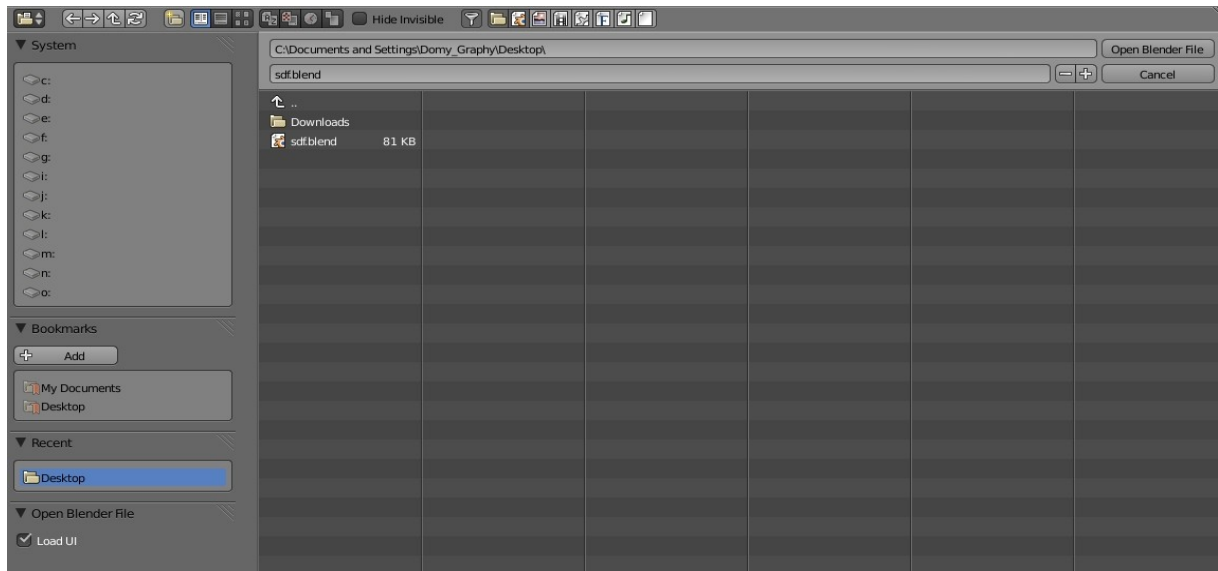 Hide Invisible
System
c:
d:
e:
f:
g:
i:
j:
k:
l:
m:
n:
o:
Bookmarks
Add
My Documents
Desktop
Recent
Desktop
Open Blender File
Load UI
C:\Documents and Settings\Domy_Graphy\Desktop\
Open Blender File
sdf.blend
Cancel
..
Downloads
sdf.blend 81 KB